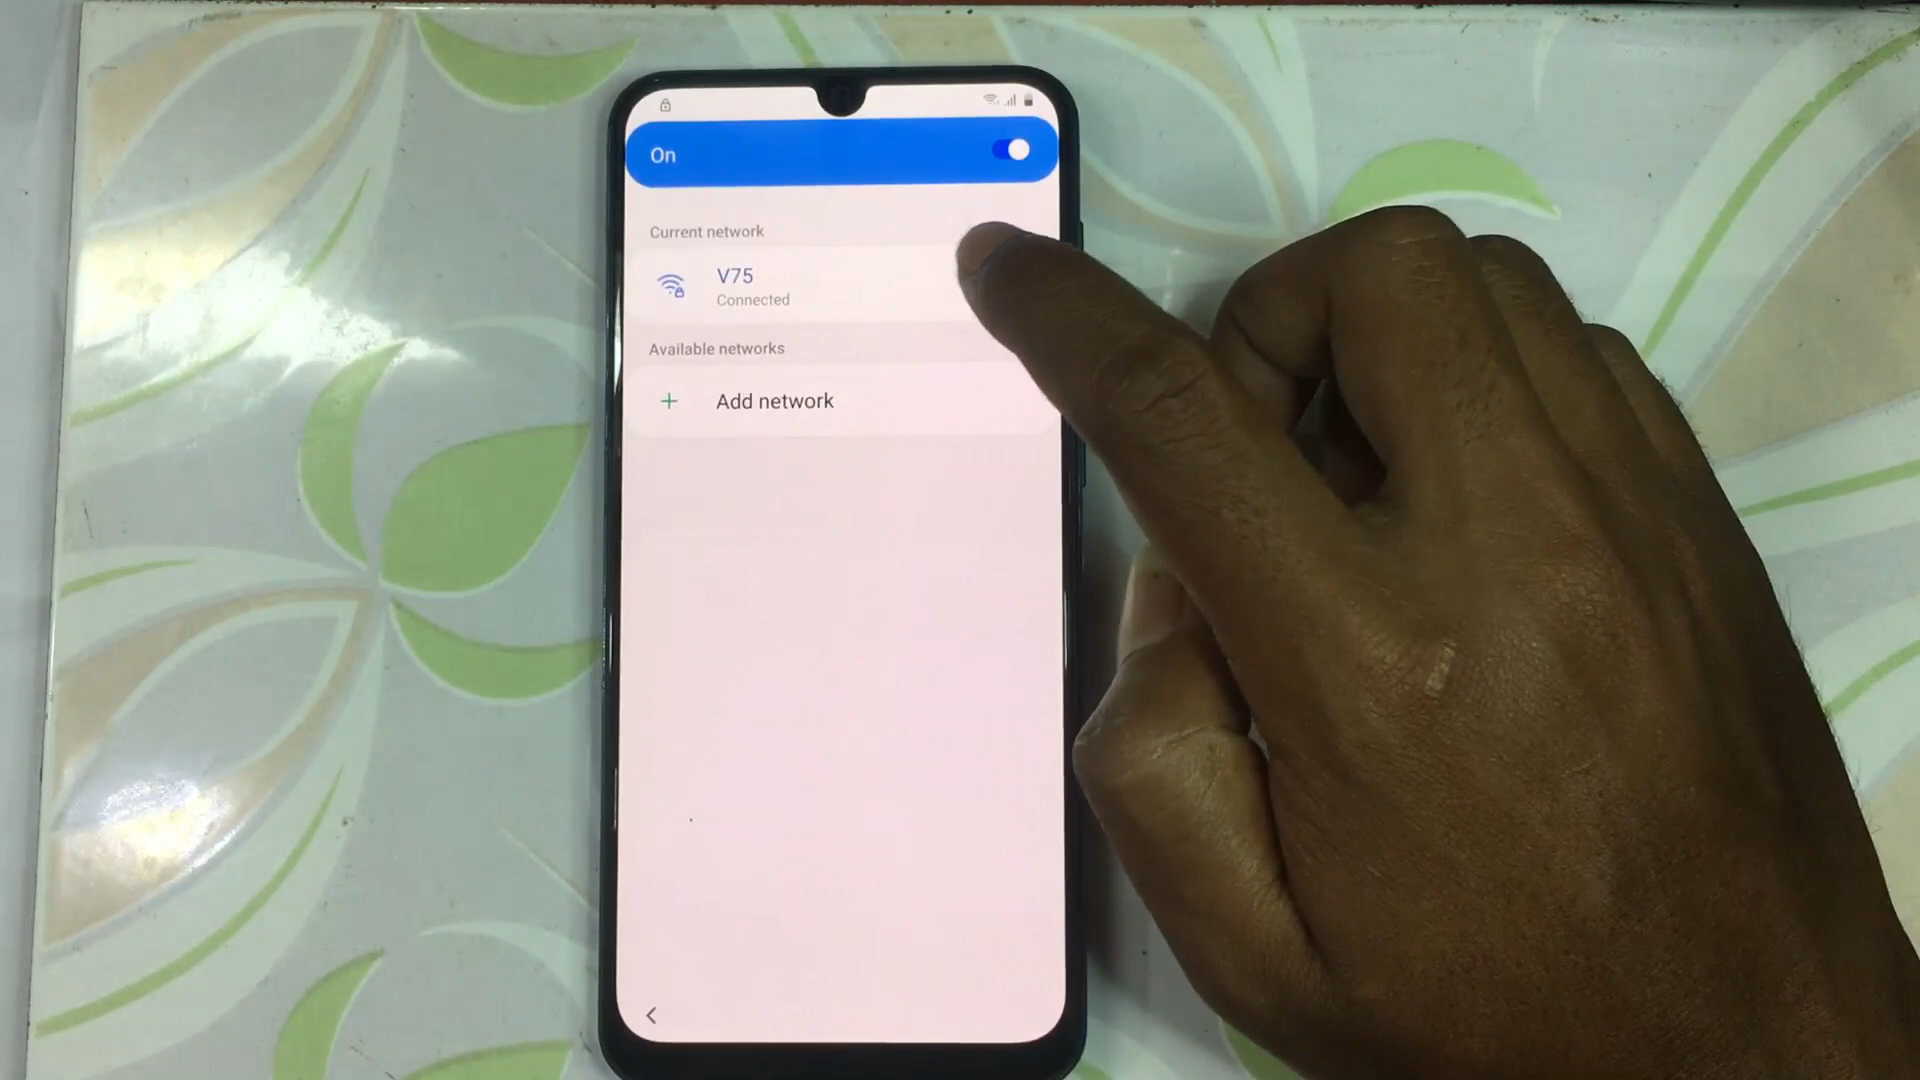 On
Current network
V75
Connected
Available networks
Add network